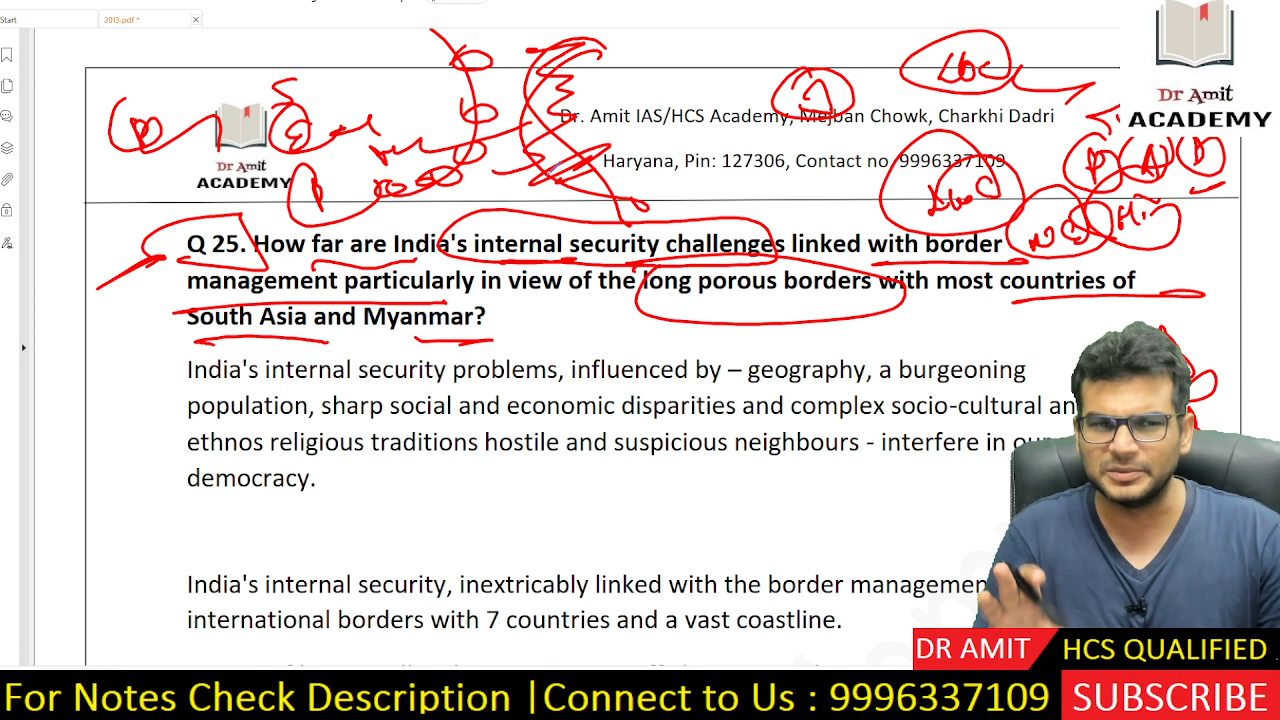 Start
2013.pdf *
Dr Amit
ACADEMY
Dr. Amit IAS/HCS Academy, Mejban Chowk, Charkhi Dadri
Haryana, Pin: 127306, Contact no. 9996337109
Dr Amit
ACADEMY
Q 25. How far are India's internal security challenges linked with border
management particularly in view of the long porous borders with most countries of
South Asia and Myanmar?
India's internal security problems, influenced by – geography, a burgeoning
population, sharp social and economic disparities and complex socio-cultural an
ethnos religious traditions hostile and suspicious neighbours - interfere in our
democracy.
India's internal security, inextricably linked with the border managemen
international borders with 7 countries and a vast coastline.
DR AMIT
HCS QUALIFIED
For Notes Check Description |Connect to Us : 9996337109
SUBSCRIBE